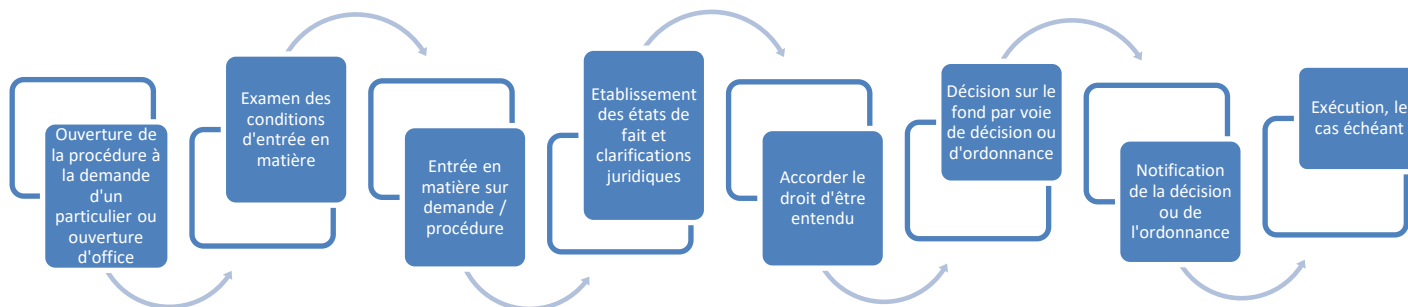 Ouverture de
la procédure à
la demande
d'un
particulier ou
ouverture
d'office
Examen des
conditions
d'entrée en
matière
Entrée en
matière sur
demande /
procédure
Etablissement
des états de
fait et
clarifications
juridiques
Accorder le
droit d'être
entendu
Décision sur le
fond par voie
de décision ou
d'ordonnance
Notification
de la décision
ou de
l'ordonnance
Exécution, le
cas échéant